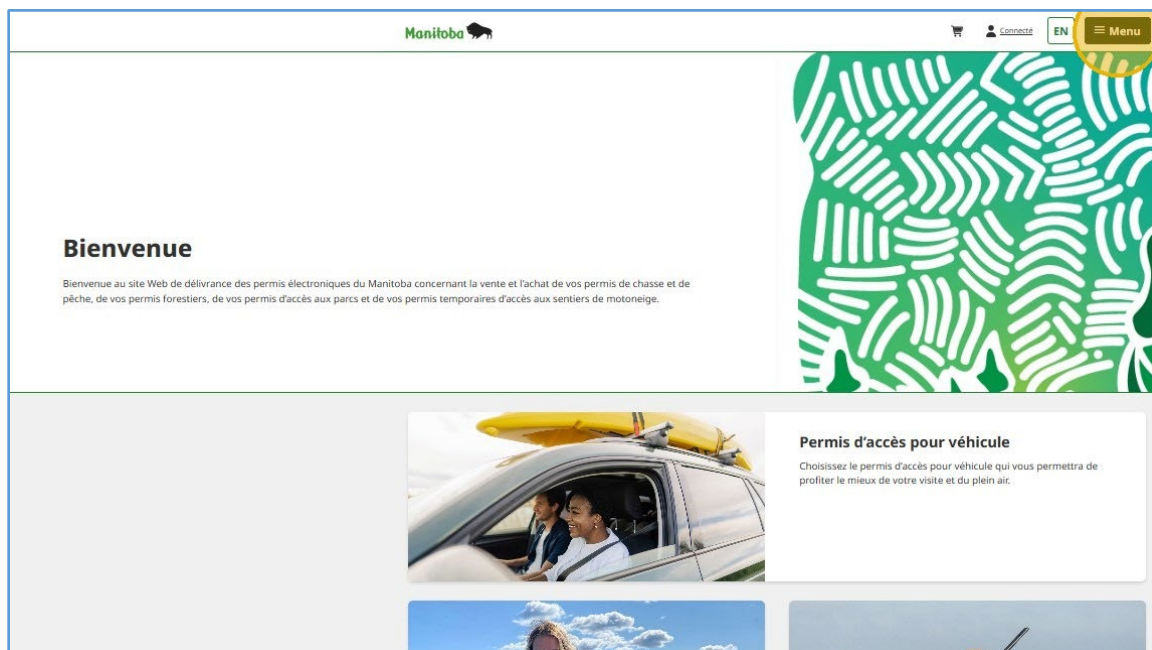 Manitoba
Connecté
EN
Menu
Bienvenue
Bienvenue au site Web de délivrance des permis électroniques du Manitoba concernant la vente et l'achat de vos permis de chasse et de
pêche, de vos permis forestiers, de vos permis d'accès aux parcs et de vos permis temporaires d'accès aux sentiers de motoneige.
Permis d'accès pour véhicule
Choisissez le permis d'accès pour véhicule qui vous permettra de
profiter le mieux de votre visite et du plein air.